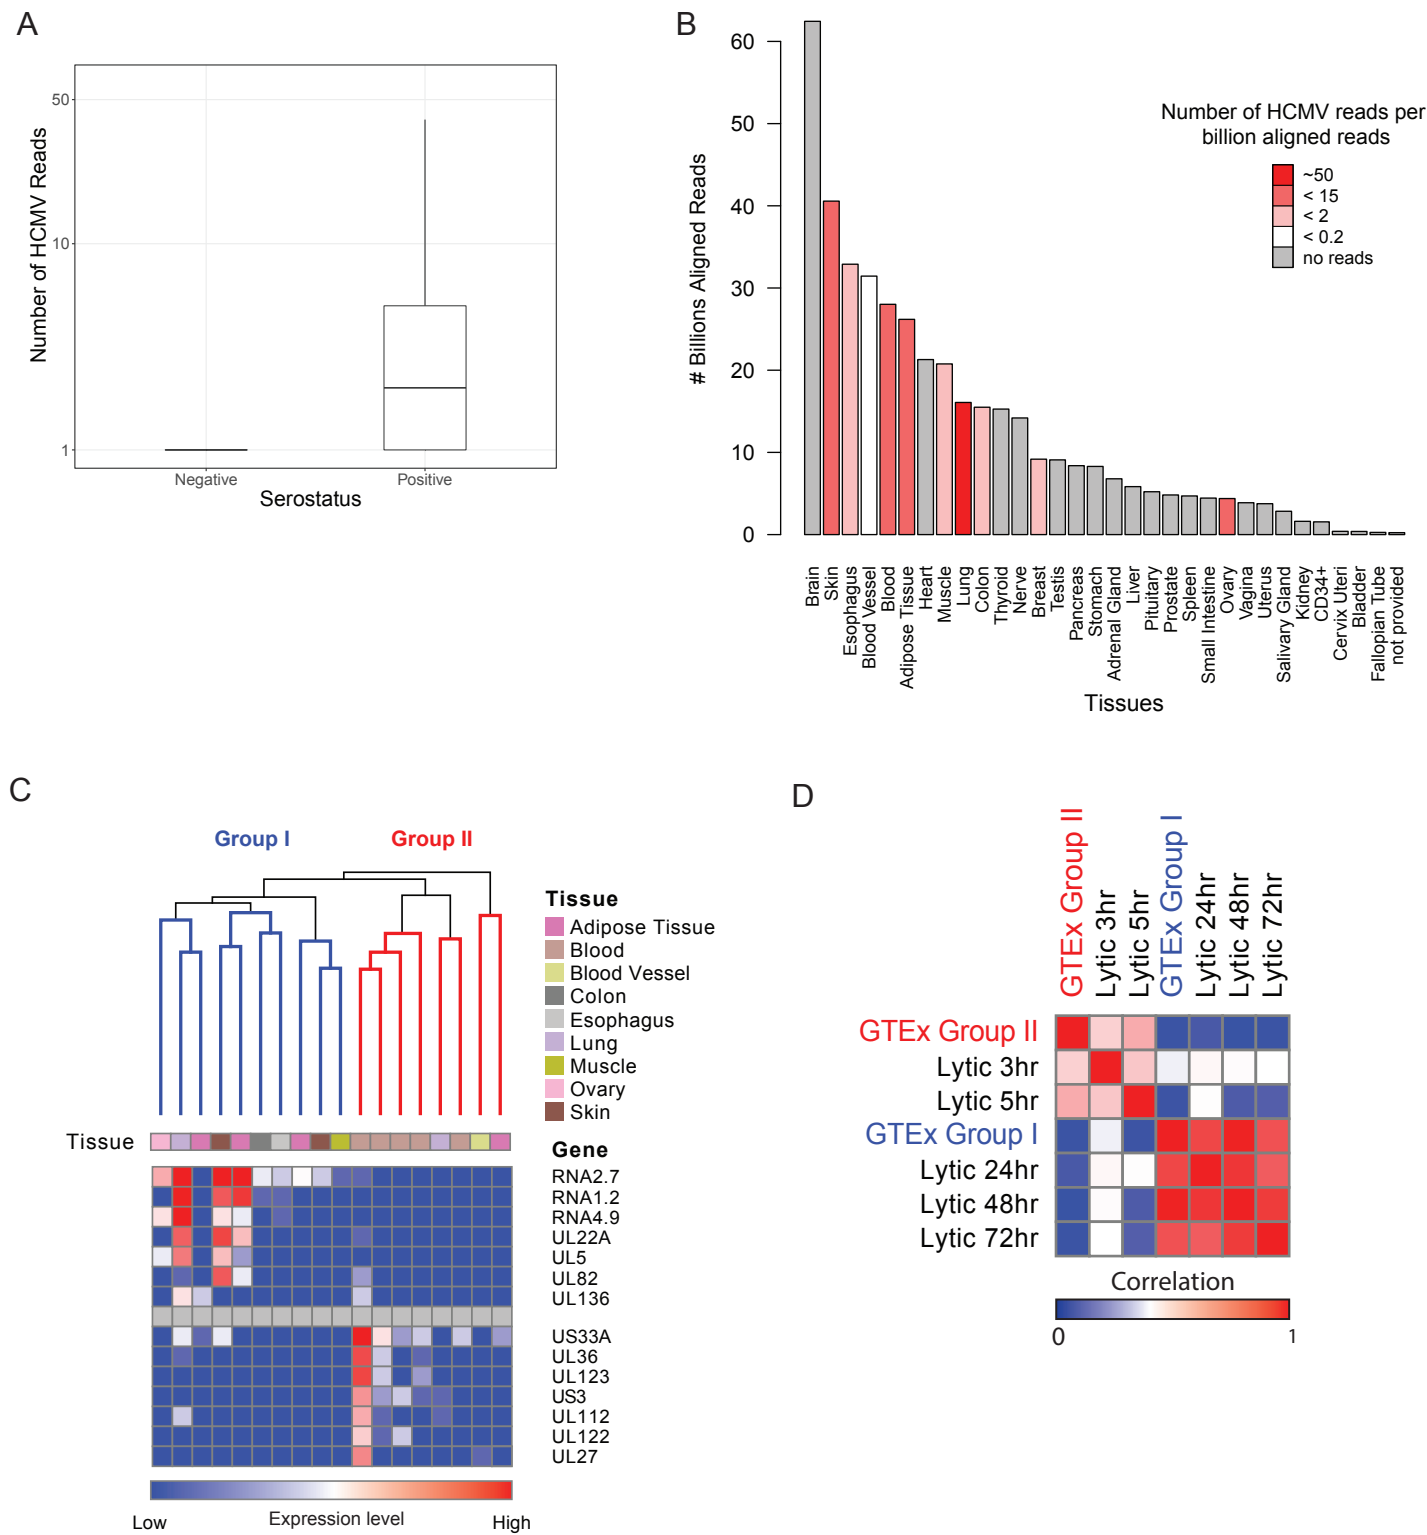 A
Number of HCMV Reads
50
10
1
Negative
Positive
Serostatus
B
# Billions Aligned Reads
60
50
40
30
20
10
0
Number of HCMV reads per
billion aligned reads
~50
< 15
< 2
< 0.2
no reads
Brain
Skin
Esophagus
Blood Vessel
Blood
Adipose Tissue
Heart
Muscle
Lung
Colon
Thyroid
Nerve
Breast
Testis
Pancreas
Stomach
Adrenal Gland
Liver
Pituitary
Prostate
Spleen
Small Intestine
Ovary
Vagina
Uterus
Salivary Gland
Kidney
CD34+
Cervix Uteri
Bladder
Fallopian Tube
not provided
Tissues
C
Group I
Group II
Tissue
Adipose Tissue
Blood
Blood Vessel
Colon
Esophagus
Lung
Muscle
Ovary
Skin
Tissue
Gene
RNA2.7
RNA1.2
RNA4.9
UL22A
UL5
UL82
UL136
US33A
UL36
UL123
US3
UL112
UL122
UL27
Low
Expression level
High
D
GTEx Group II
Lytic 3hr
Lytic 5hr
GTEx Group I
Lytic 24hr
Lytic 48hr
Lytic 72hr
GTEx Group II
Lytic 3hr
Lytic 5hr
GTEx Group I
Lytic 24hr
Lytic 48hr
Lytic 72hr
Correlation
0
1